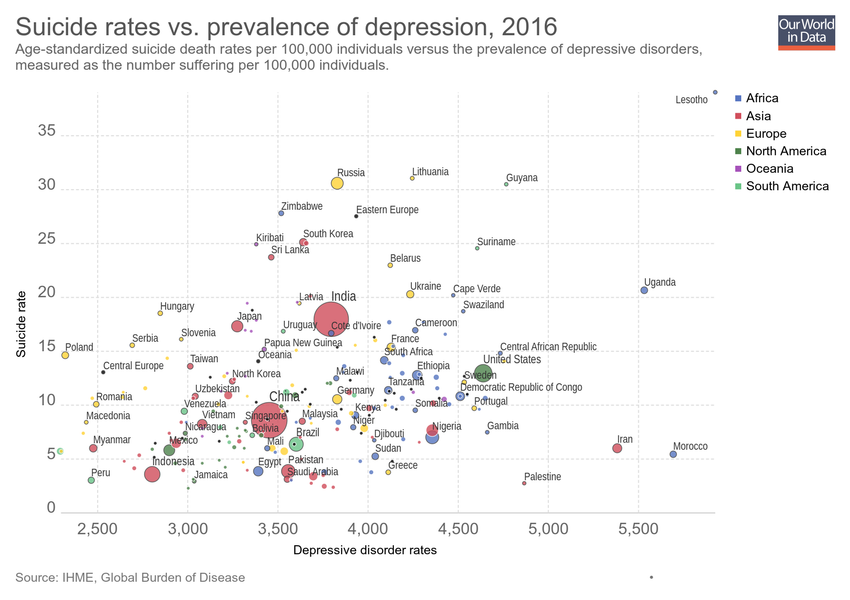 Suicide rates vs. prevalence of depression, 2016
Age-standardized suicide death rates per 100,000 individuals versus the prevalence of depressive disorders,
measured as the number suffering per 100,000 individuals.
Our World
in Data
Lesotho
Africa
Asia
Europe
North America
Oceania
South America
35
30
25
20
15
10
5
0
Suicide rate
Russia
Lithuania
Guyana
Zimbabwe
Eastern Europe
Kiribati
South Korea
Sri Lanka
Suriname
Belarus
Uganda
Ukraine
Cape Verde
Latvia
India
Hungary
Swaziland
Japan
Uruguay
Cote d'Ivoire
Cameroon
Serbia
Slovenia
Papua New Guinea
France
Poland
Oceania
South Africa
Central African Republic
United States
Central Europe
Taiwan
North Korea
Malawi
Ethiopia
Sweden
Uzbekistan
Germany
Tanzania
Democratic Republic of Congo
Romania
China
Venezuela
Kenya
Somalia
Portugal
Macedonia
Vietnam
Singapore
Malaysia
Nicaragua
Bolivia
Niger
Nigeria
Gambia
Myanmar
Mexico
Mali
Brazil
Djibouti
Iran
Morocco
Indonesia
Egypt
Pakistan
Sudan
Peru
Jamaica
Saudi Arabia
Greece
Palestine
2,500
3,000
3,500
4,000
4,500
5,000
5,500
Depressive disorder rates
Source: IHME, Global Burden of Disease